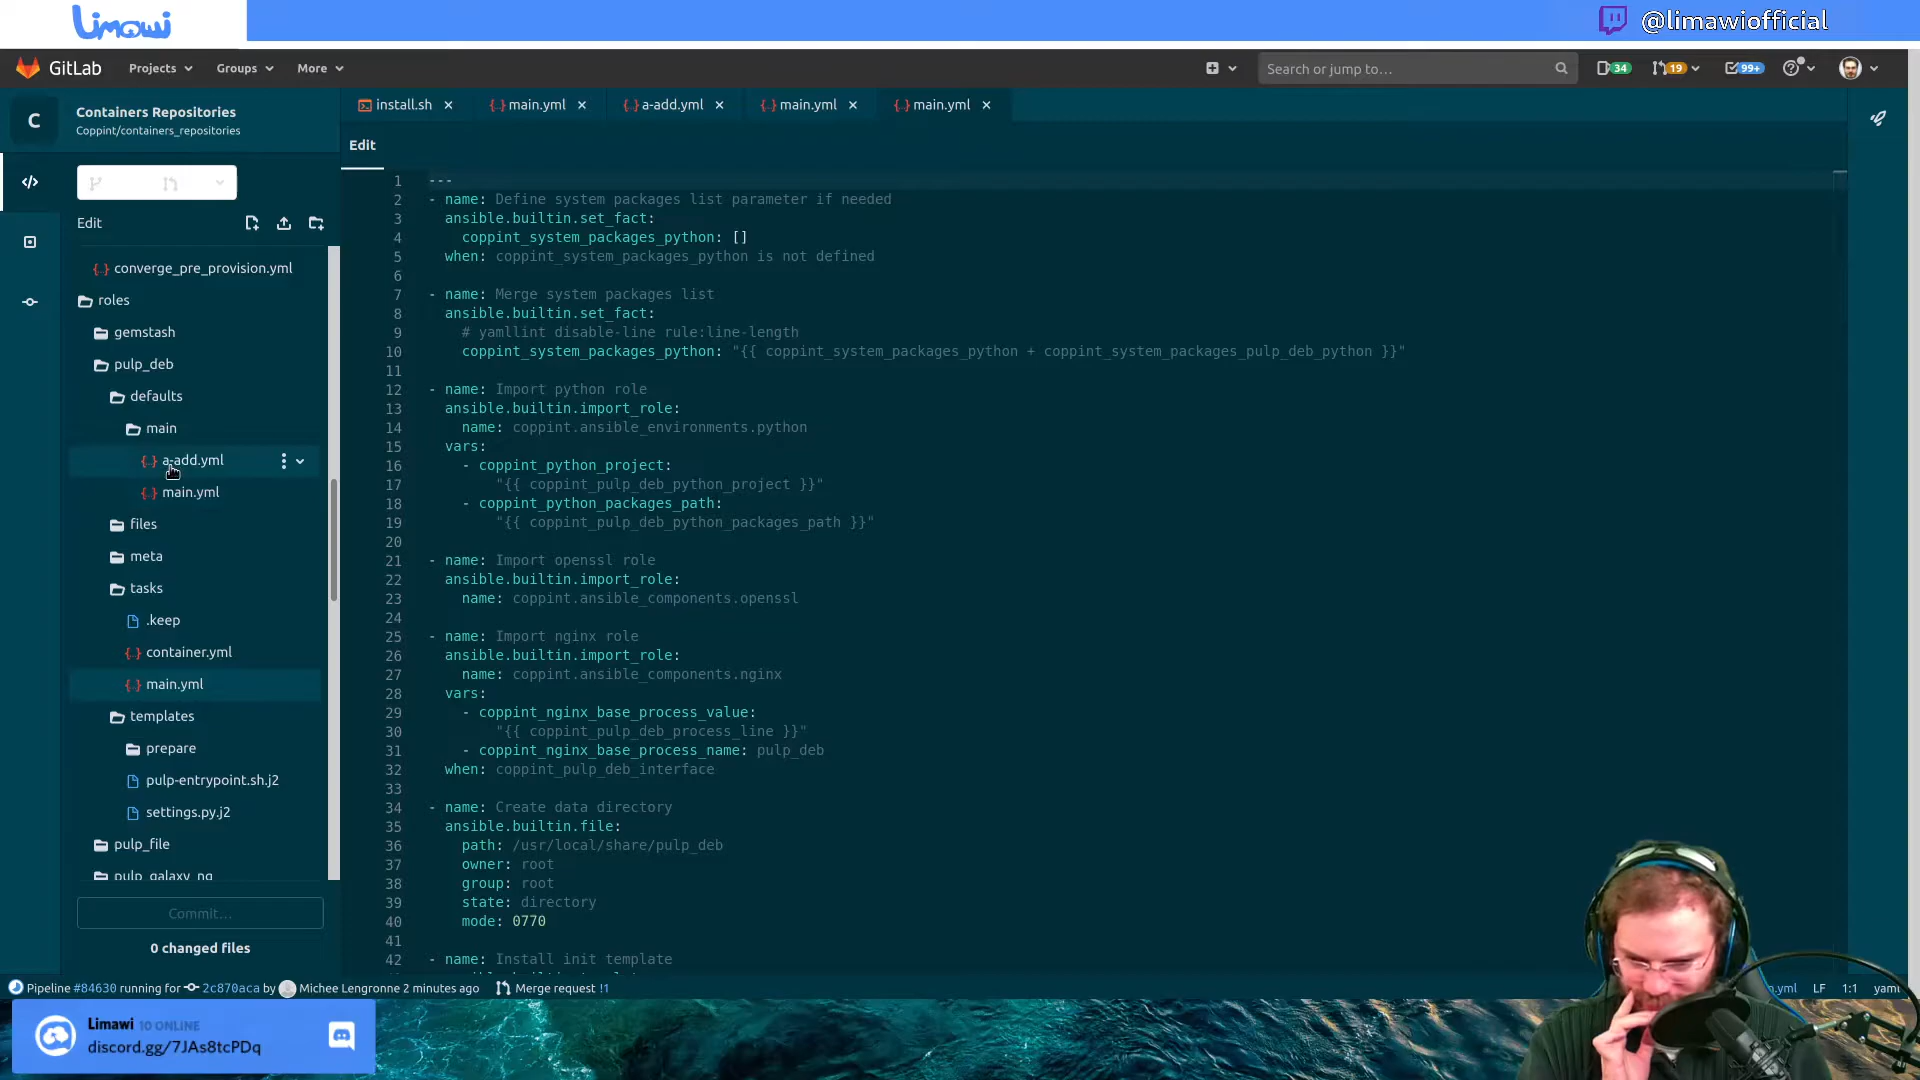 Limawi
@limawiofficial
GitLab
Projects
Groups
More
Search or jump to…
34
19
99+
C
Containers Repositories
Coppint/containers_repositories
install.sh
main.yml
a-add.yml
main.yml
main.yml
Edit
Edit
converge_pre_provision.yml
roles
gemstash
pulp_deb
defaults
main
a-add.yml
main.yml
files
meta
tasks
.keep
container.yml
main.yml
templates
prepare
pulp-entrypoint.sh.j2
settings.py.j2
pulp_file
pulp_galaxy_ng
Commit…
0 changed files
1 ---
2 - name: Define system packages list parameter if needed
3 ansible.builtin.set_fact:
4 coppint_system_packages_python: []
5 when: coppint_system_packages_python is not defined
6
7 - name: Merge system packages list
8 ansible.builtin.set_fact:
9 # yamllint disable-line rule:line-length
10 coppint_system_packages_python: "{{ coppint_system_packages_python + coppint_system_packages_pulp_deb_python }}"
11
12 - name: Import python role
13 ansible.builtin.import_role:
14 name: coppint.ansible_environments.python
15 vars:
16 - coppint_python_project:
17 "{{ coppint_pulp_deb_python_project }}"
18 - coppint_python_packages_path:
19 "{{ coppint_pulp_deb_python_packages_path }}"
20
21 - name: Import openssl role
22 ansible.builtin.import_role:
23 name: coppint.ansible_components.openssl
24
25 - name: Import nginx role
26 ansible.builtin.import_role:
27 name: coppint.ansible_components.nginx
28 vars:
29 - coppint_nginx_base_process_value:
30 "{{ coppint_pulp_deb_process_line }}"
31 - coppint_nginx_base_process_name: pulp_deb
32 when: coppint_pulp_deb_interface
33
34 - name: Create data directory
35 ansible.builtin.file:
36 path: /usr/local/share/pulp_deb
37 owner: root
38 group: root
39 state: directory
40 mode: 0770
41
42 - name: Install init template
Pipeline #84630 running for 2c870aca by Michee Lengronne 2 minutes ago
Merge request !1
.yml
LF
1:1
yaml
Limawi 10 ONLINE
discord.gg/7JAs8tcPDq